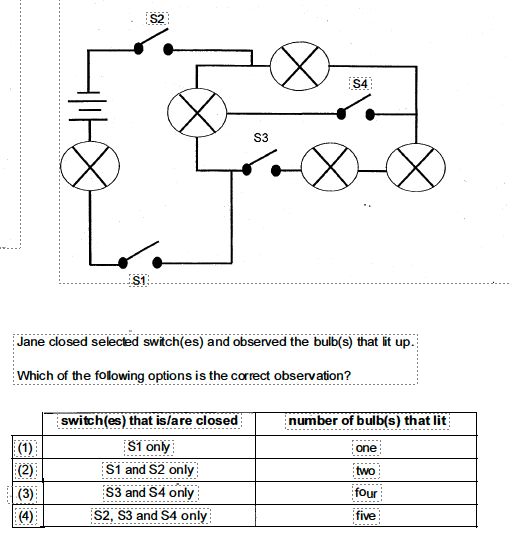 S2
S4
S3
S1
Jane closed selected switch(es) and observed the bulb(s) that lit up.
Which of the following options is the correct observation?
switch(es) that is/are closed number of bulb(s) that lit
(1) S1 only one
(2) S1 and S2 only two
(3) S3 and S4 only four
(4) S2, S3 and S4 only five